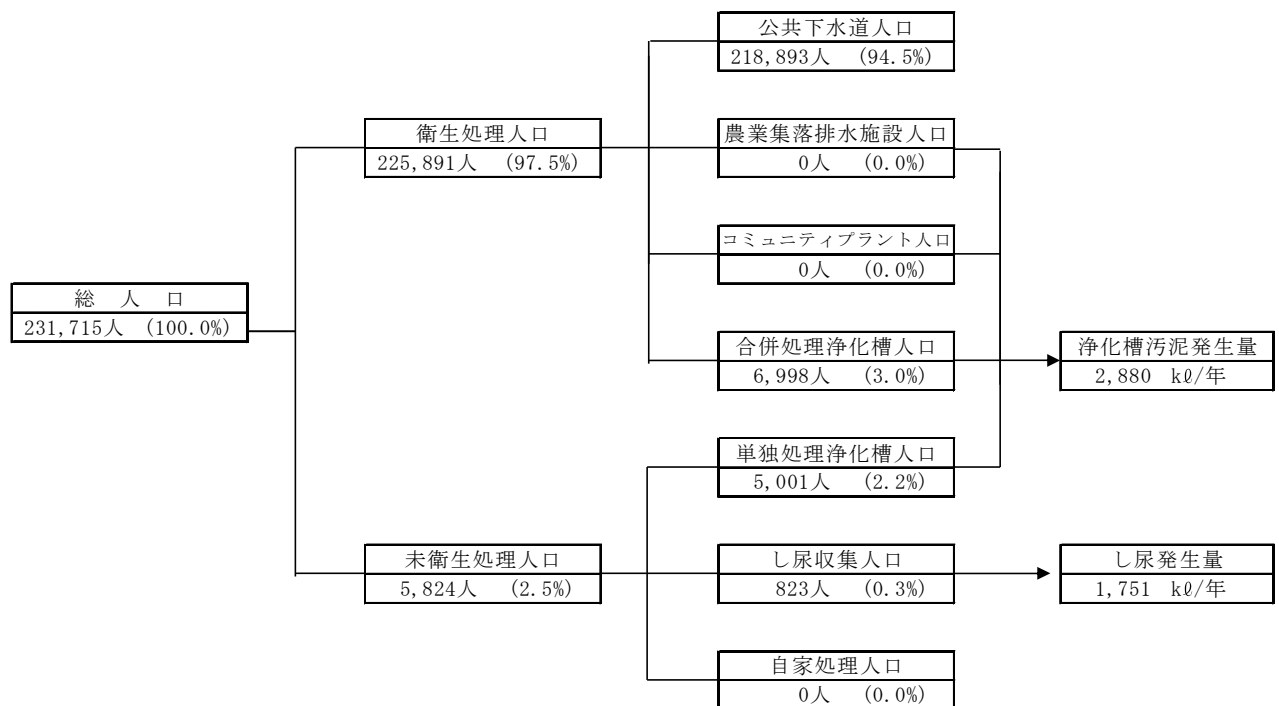 公共下水道人口
218,893人 (94.5%)
衛生処理人口
225,891人 (97.5%)
農業集落排水施設人口
0人 (0.0%)
コミュニティプラント人口
0人 (0.0%)
総 人 口
231,715人 (100.0%)
合併処理浄化槽人口
6,998人 (3.0%)
浄化槽汚泥発生量
2,880 kℓ/年
単独処理浄化槽人口
5,001人 (2.2%)
未衛生処理人口
5,824人 (2.5%)
し尿収集人口
823人 (0.3%)
し尿発生量
1,751 kℓ/年
自家処理人口
0人 (0.0%)